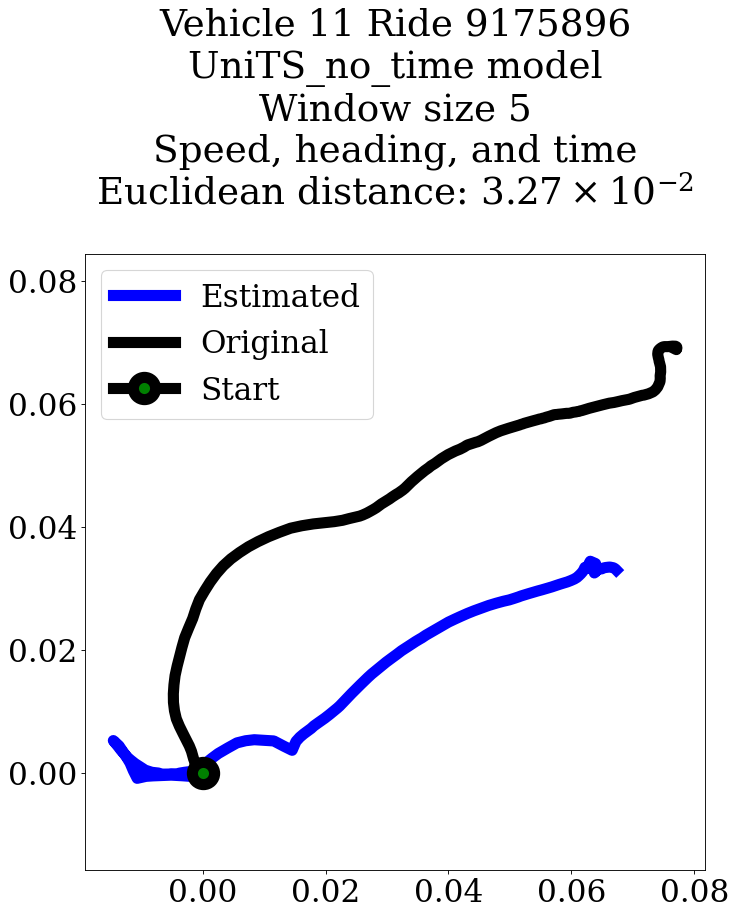 Vehicle 11 Ride 9175896
UniTS_no_time model
Window size 5
Speed, heading, and time
Euclidean distance: $3.27 \times 10^{-2}$
Estimated
Original
Start
0.08
0.06
0.04
0.02
0.00
0.00 0.02 0.04 0.06 0.08